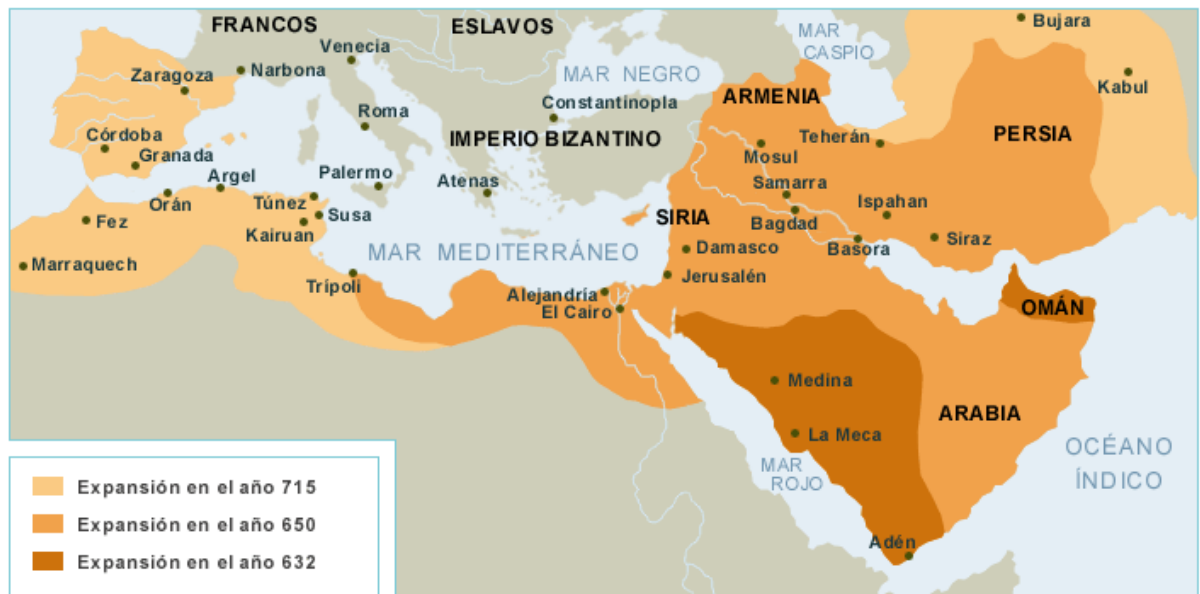 FRANCOS
ESLAVOS
MAR
CASPIO
Bujara
Venecia
Zaragoza
Narbona
MAR NEGRO
Kabul
Roma
Constantinopla
ARMENIA
Córdoba
Granada
IMPERIO BIZANTINO
Teherán
PERSIA
Mosul
Argel
Palermo
Atenas
Samarra
Orán
Túnez
Susa
Fez
Kairuan
SIRIA
Bagdad
Ispahan
MAR MEDITERRÁNEO
Damasco
Basora
Siraz
Marraquech
Trípoli
Jerusalén
Alejandría
El Cairo
OMÁN
Medina
ARABIA
La Meca
MAR
ROJO
OCÉANO
ÍNDICO
Adén
Expansión en el año 715
Expansión en el año 650
Expansión en el año 632